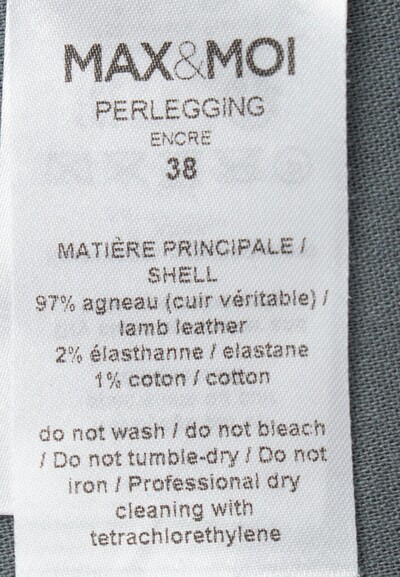 MAX&MOI
PERLEGGING
ENCRE
38
MATIÈRE PRINCIPALE /
SHELL
97% agneau (cuir véritable) /
lamb leather
2% élasthanne / elastane
1% coton / cotton
do not wash / do not bleach
/ Do not tumble-dry / Do not
iron / Professional dry
cleaning with
tetrachlorethylene